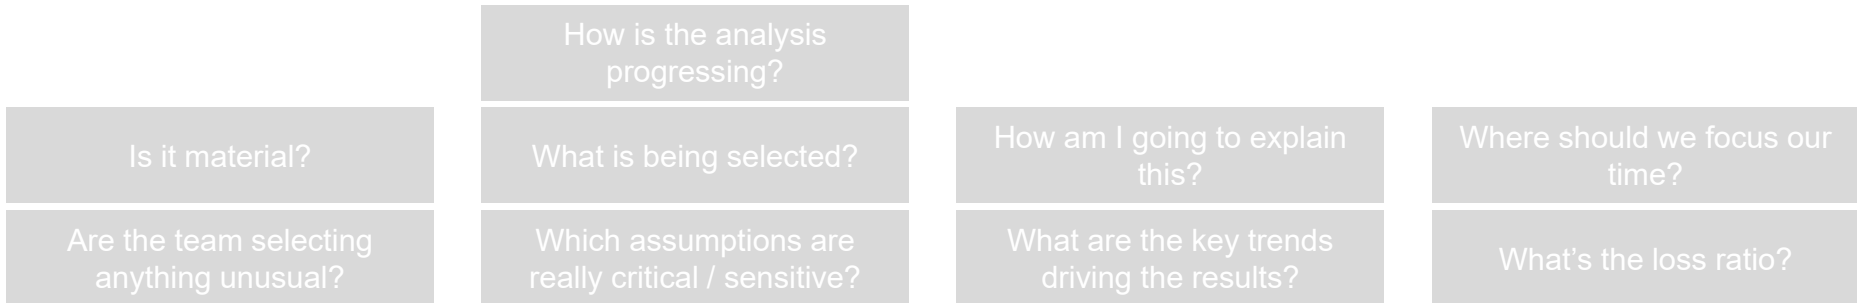 How is the analysis
progressing?
Is it material?
What is being selected?
How am I going to explain
this?
Where should we focus our
time?
Are the team selecting
anything unusual?
Which assumptions are
really critical / sensitive?
What are the key trends
driving the results?
What’s the loss ratio?